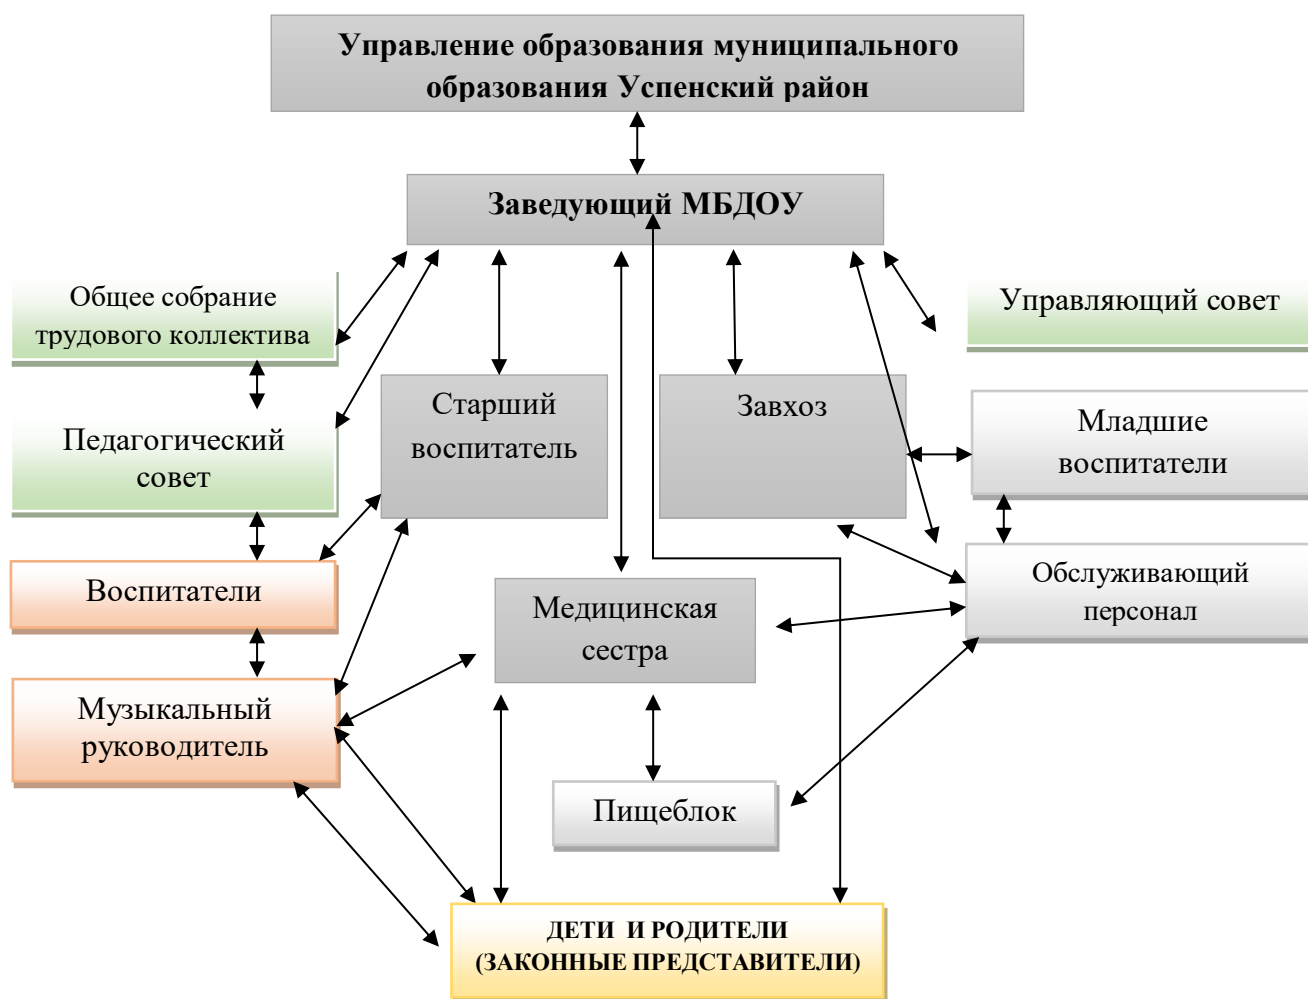 Управление образования муниципального
образования Успенский район
Заведующий МБДОУ
Общее собрание
трудового коллектива
Управляющий совет
Старший
воспитатель
Завхоз
Младшие
воспитатели
Педагогический
совет
Воспитатели
Обслуживающий
персонал
Медицинская
сестра
Музыкальный
руководитель
Пищеблок
ДЕТИ И РОДИТЕЛИ
(ЗАКОННЫЕ ПРЕДСТАВИТЕЛИ)